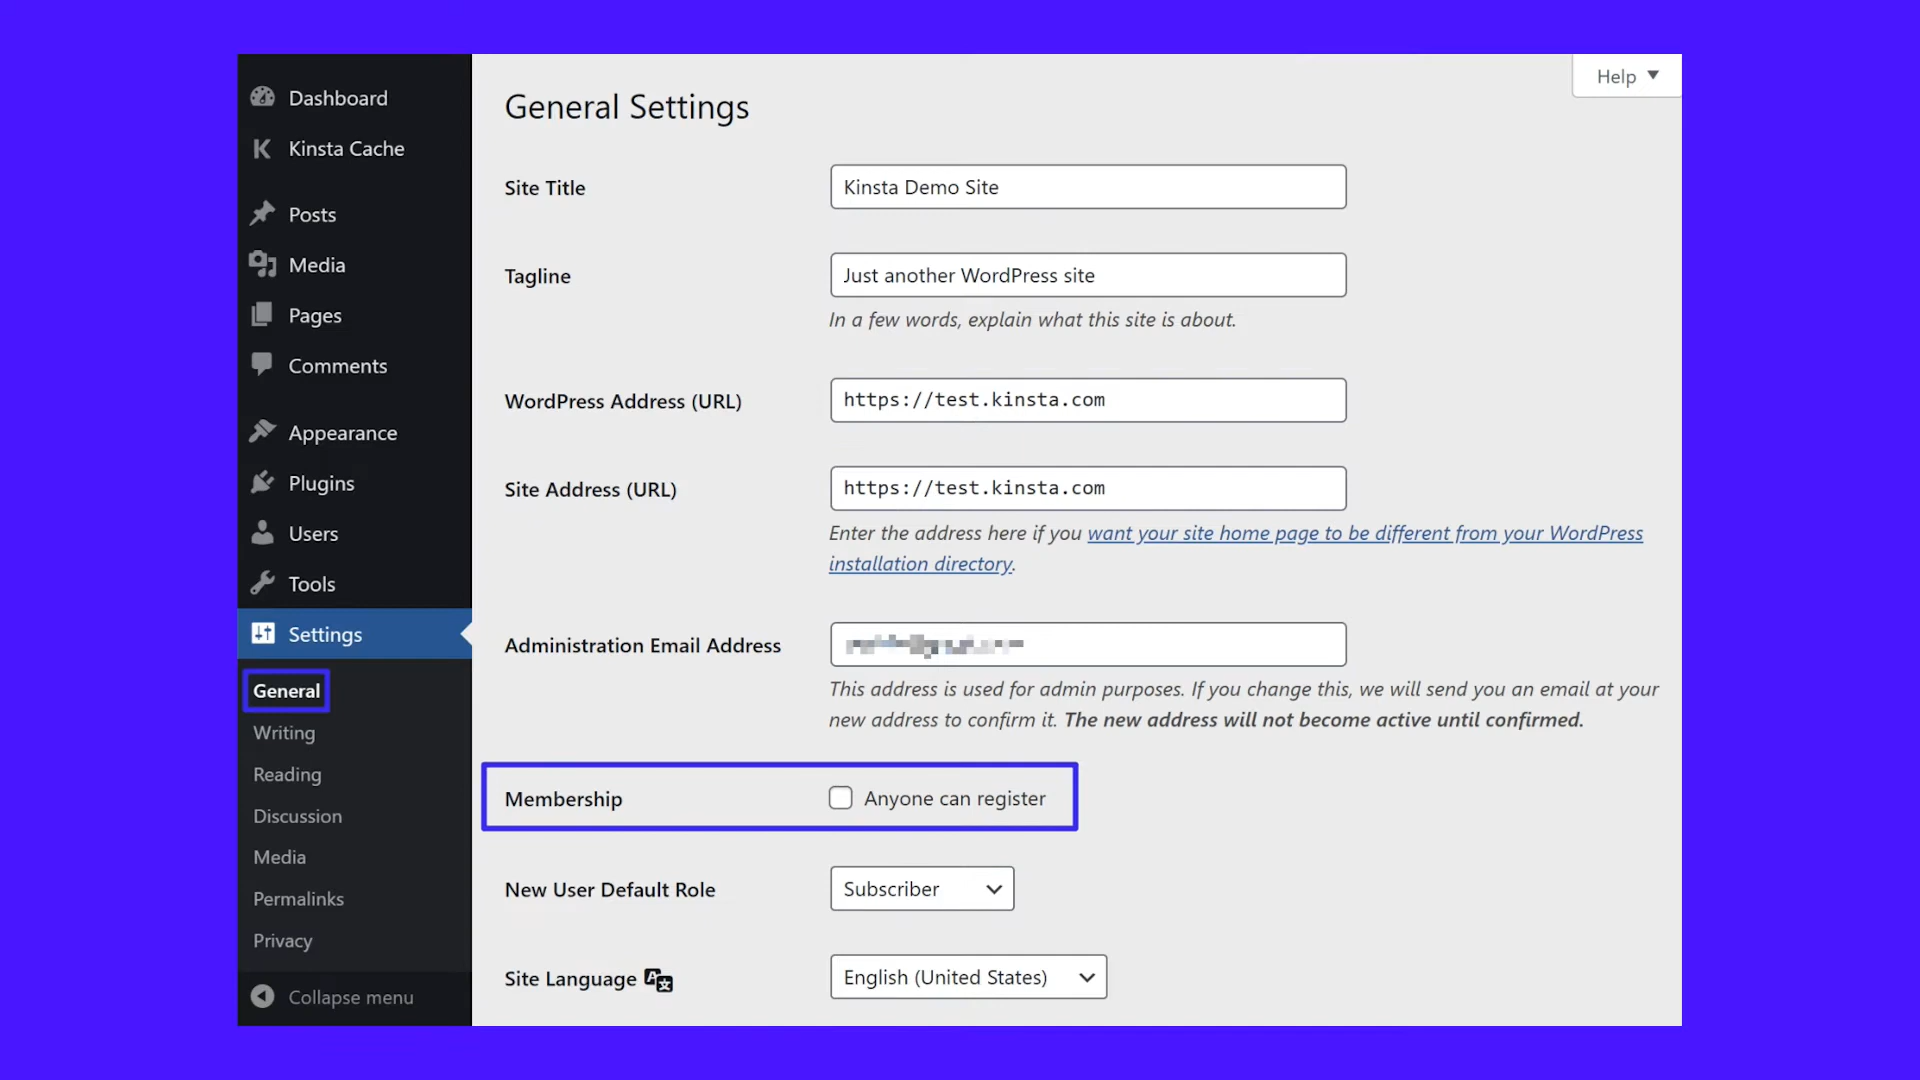 Dashboard
Kinsta Cache
Posts
Media
Pages
Comments
Appearance
Plugins
Users
Tools
Settings
General
Writing
Reading
Discussion
Media
Permalinks
Privacy
Collapse menu
Help
General Settings
Site Title
Kinsta Demo Site
Tagline
Just another WordPress site
In a few words, explain what this site is about.
WordPress Address (URL)
https://test.kinsta.com
Site Address (URL)
https://test.kinsta.com
Enter the address here if you want your site home page to be different from your WordPress
installation directory.
Administration Email Address
This address is used for admin purposes. If you change this, we will send you an email at your
new address to confirm it. The new address will not become active until confirmed.
Membership
Anyone can register
New User Default Role
Subscriber
Site Language
English (United States)